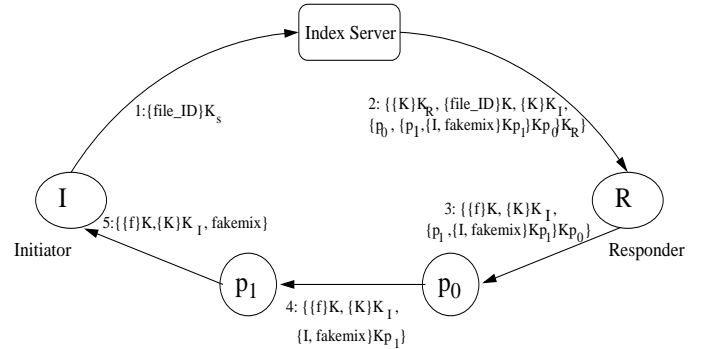 Index Server
1:{file_ID}K_s
2: {{K}K_R, {file_ID}K, {K}K_I,
{p_0, {p_1,{I, fakemix}Kp_1}Kp_0}K_R}
I
R
Initiator
Responder
5:{{f}K,{K}K_I, fakemix}
3: {{f}K, {K}K_I,
{p_1,{I, fakemix}Kp_1}Kp_0}
p_1
p_0
4: {{f}K, {K}K_I,
{I, fakemix}Kp_1}